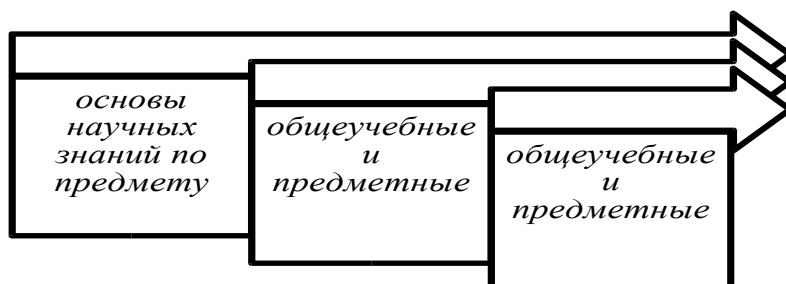 основы
научных
знаний по
предмету
общеучебные
и
предметные
общеучебные
и
предметные